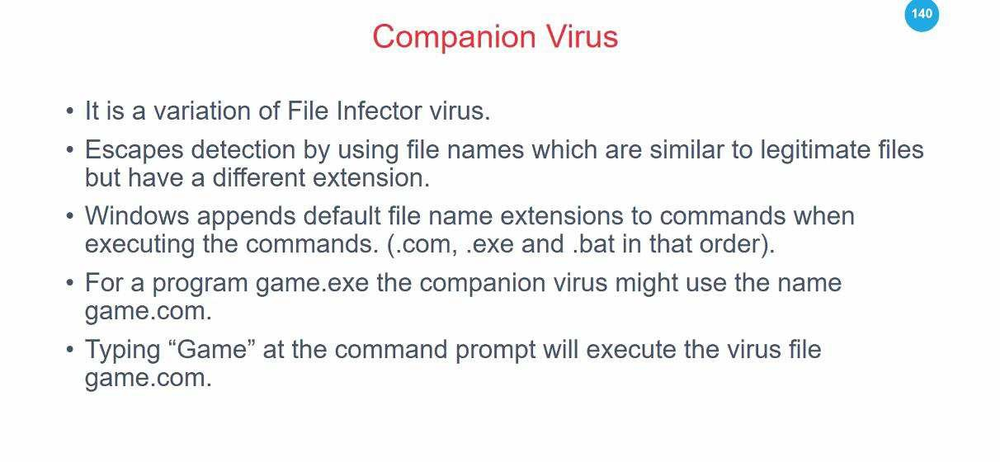 140
Companion Virus
• It is a variation of File Infector virus.
• Escapes detection by using file names which are similar to legitimate files
but have a different extension.
• Windows appends default file name extensions to commands when
executing the commands. (.com, .exe and .bat in that order).
• For a program game.exe the companion virus might use the name
game.com.
• Typing “Game” at the command prompt will execute the virus file
game.com.